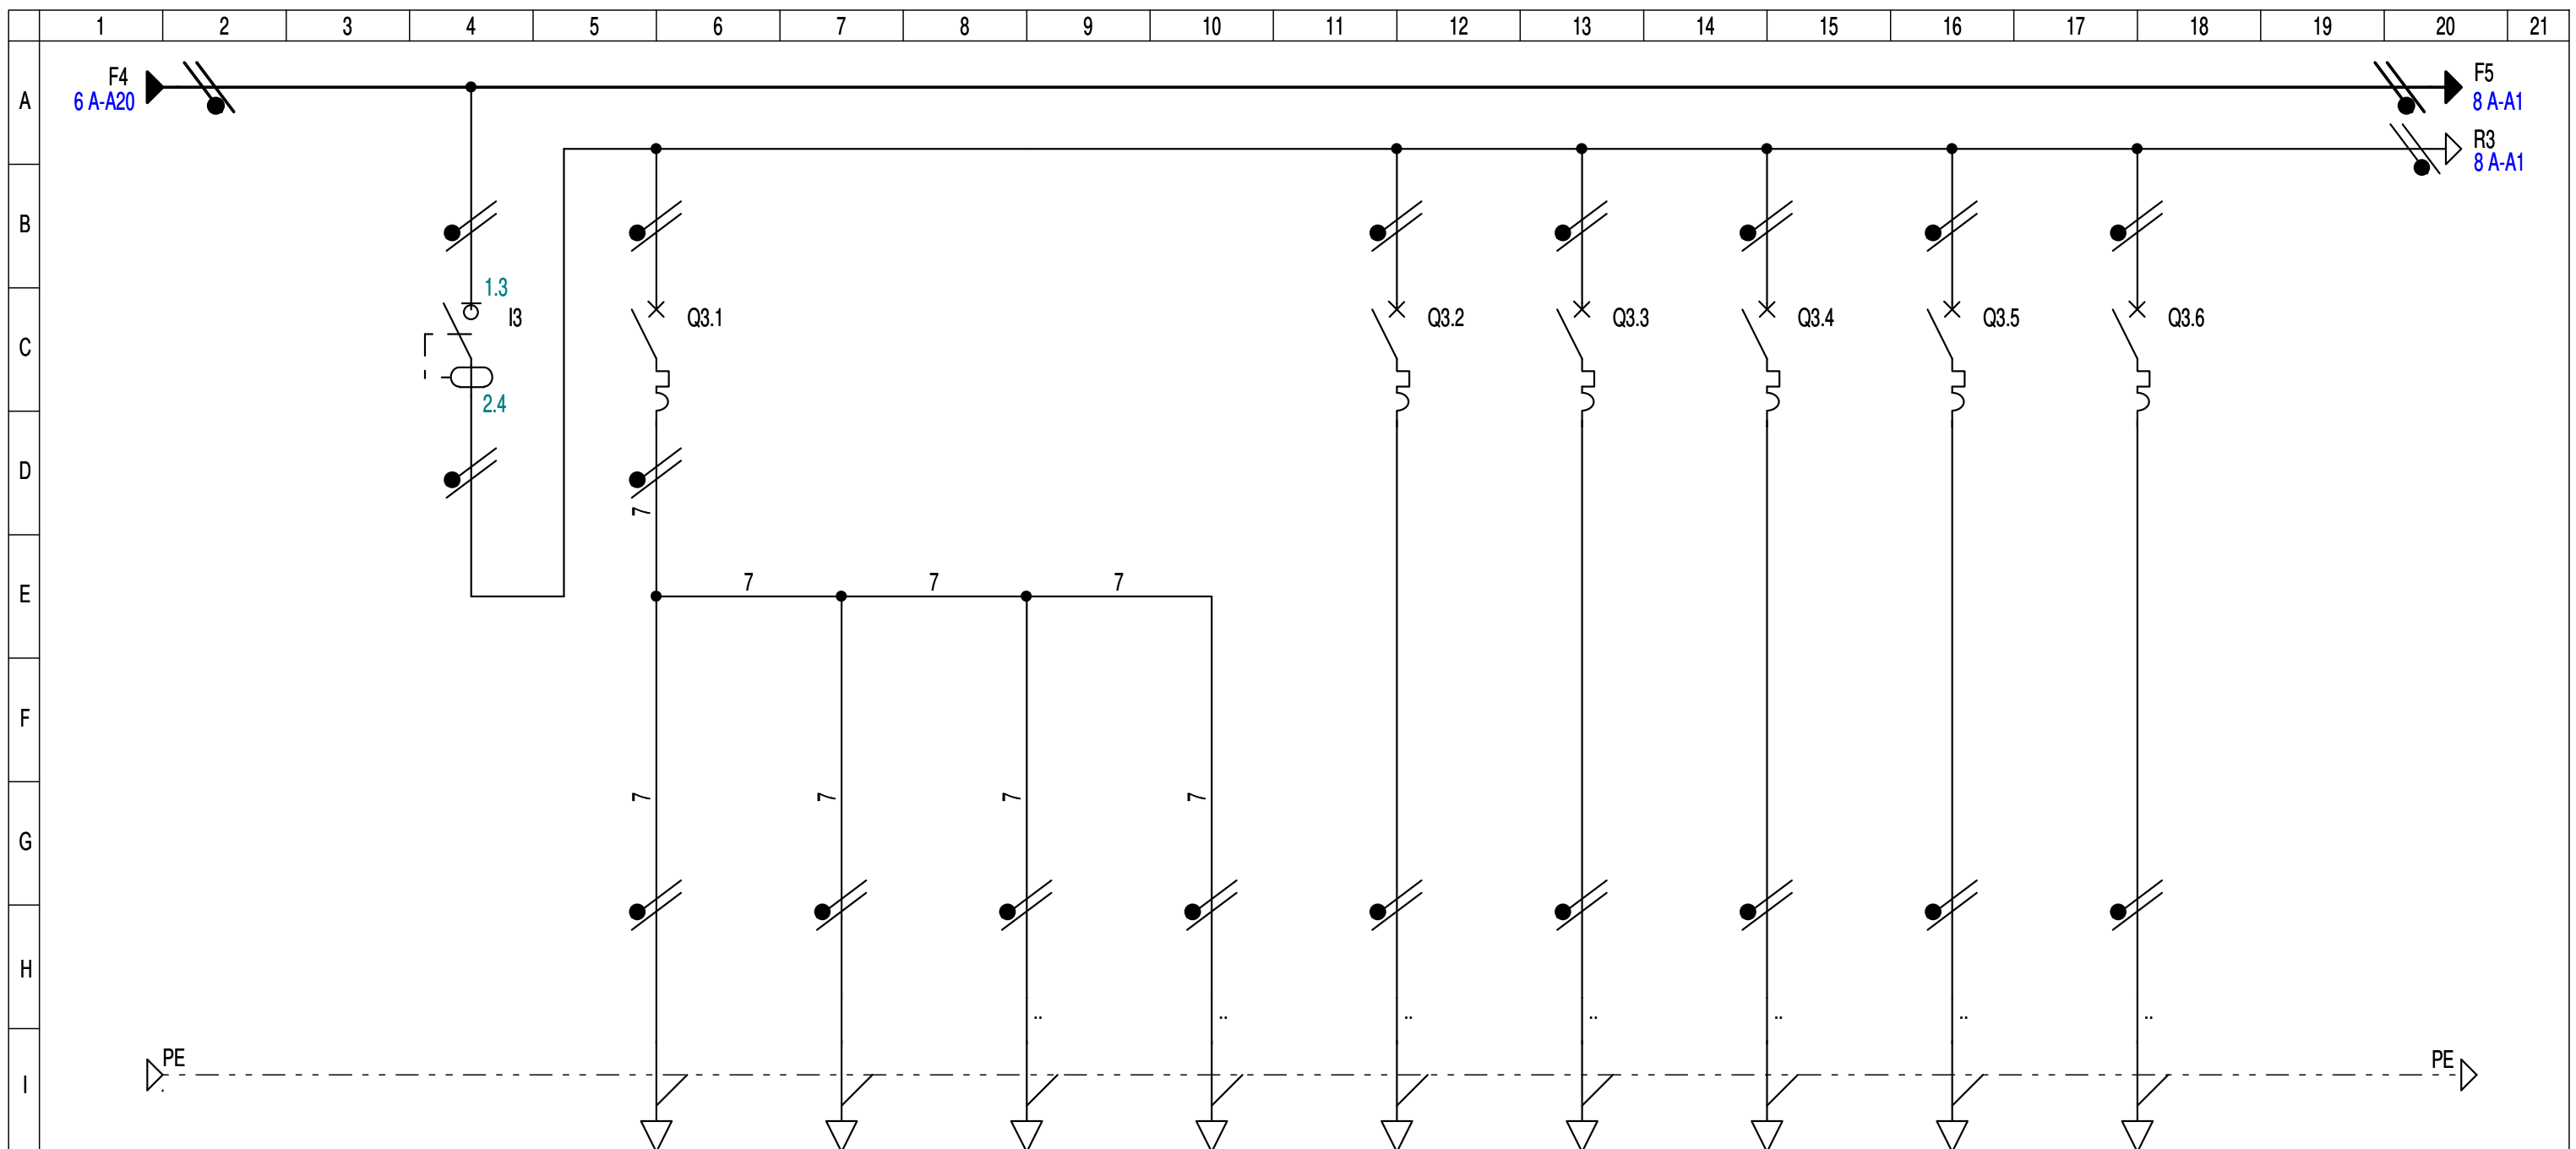 1 2 3 4 5 6 7 8 9 10 11 12 13 14 15 16 17 18 19 20 21
F4
6 A-A20
F5
8 A-A1
A
R3
8 A-A1
B
1.3
I3
Q3.1
Q3.2
Q3.3
Q3.4
Q3.5
Q3.6
C
2.4
D
7
7 7 7
E
F
7 7 7 7
G
H
.. .. .. .. .. .. ..
PE
PE
I